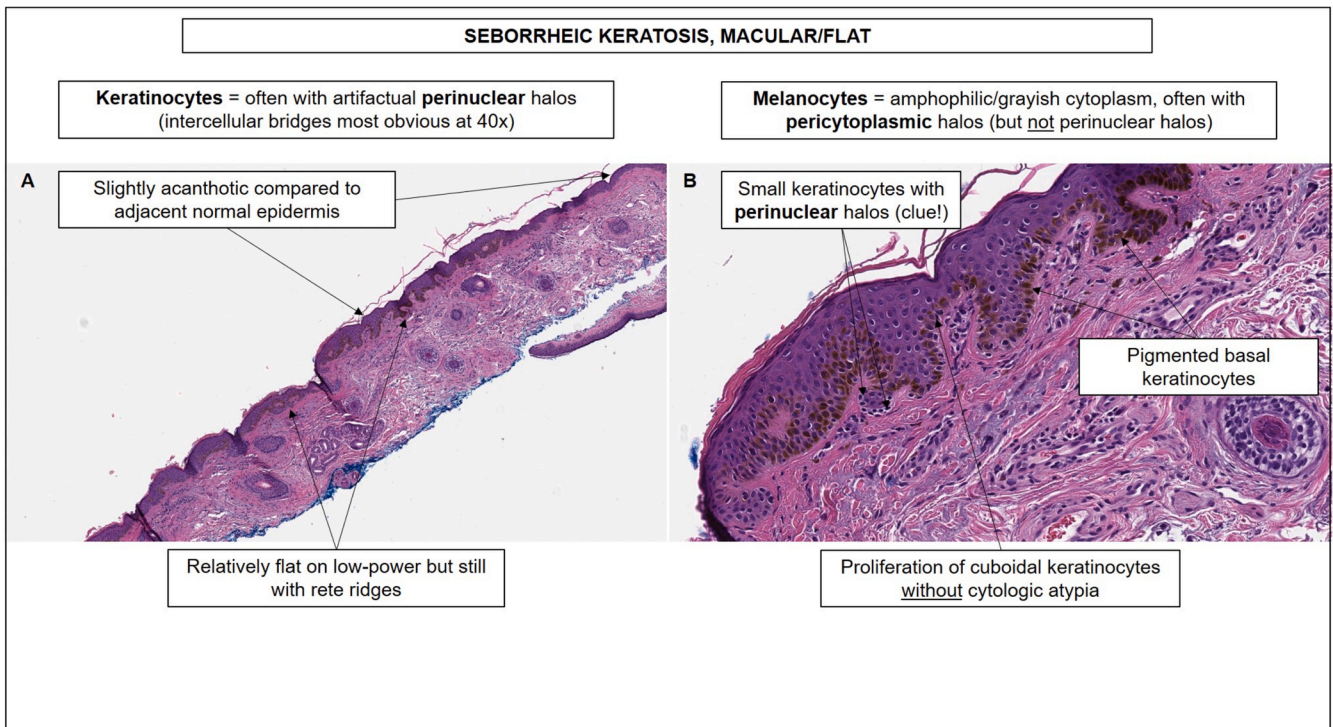 SEBORRHEIC KERATOSIS, MACULAR/FLAT
Keratinocytes = often with artifactual perinuclear halos
(intercellular bridges most obvious at 40x)
Melanocytes = amphophilic/grayish cytoplasm, often with
pericytoplasmic halos (but not perinuclear halos)
A
Slightly acanthotic compared to
adjacent normal epidermis
Relatively flat on low-power but still
with rete ridges
B
Small keratinocytes with
perinuclear halos (clue!)
Pigmented basal
keratinocytes
Proliferation of cuboidal keratinocytes
without cytologic atypia